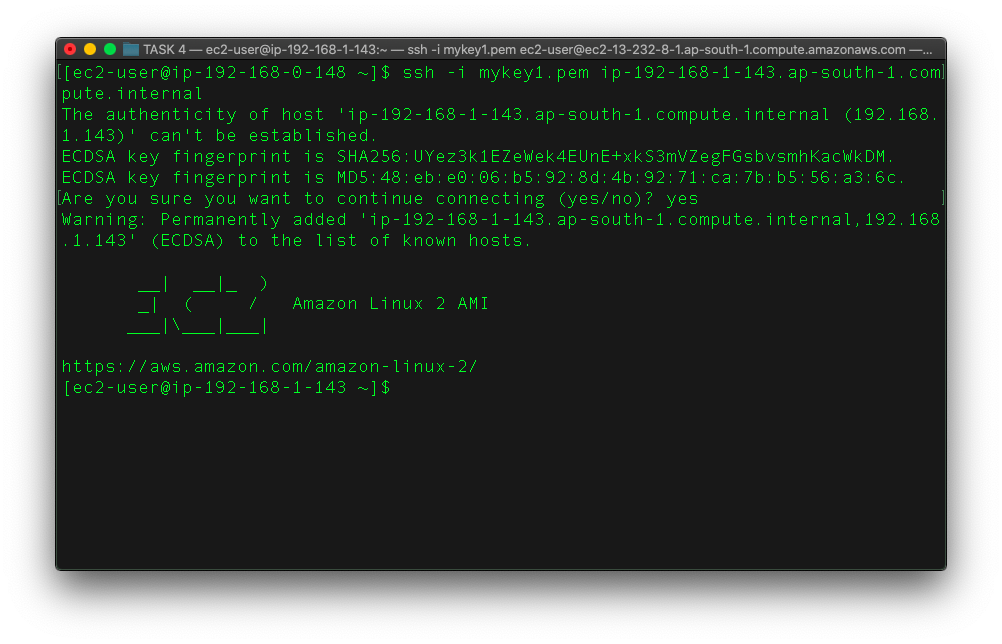 TASK 4 — ec2-user@ip-192-168-1-143:~ — ssh -i mykey1.pem ec2-user@ec2-13-232-8-1.ap-south-1.compute.amazonaws.com —...
[[ec2-user@ip-192-168-0-148 ~]$ ssh -i mykey1.pem ip-192-168-1-143.ap-south-1.com]
pute.internal
The authenticity of host 'ip-192-168-1-143.ap-south-1.compute.internal (192.168.
1.143)' can't be established.
ECDSA key fingerprint is SHA256:UYez3k1EZeWek4EUnE+xkS3mVZegFGsbvsmhKacWkDM.
ECDSA key fingerprint is MD5:48:eb:e0:06:b5:92:8d:4b:92:71:ca:7b:b5:56:a3:6c.
[Are you sure you want to continue connecting (yes/no)? yes ]
Warning: Permanently added 'ip-192-168-1-143.ap-south-1.compute.internal,192.168
.1.143' (ECDSA) to the list of known hosts.
       __|  __|_  )
       _|  (     /   Amazon Linux 2 AMI
      ___|\___|___|
https://aws.amazon.com/amazon-linux-2/
[ec2-user@ip-192-168-1-143 ~]$